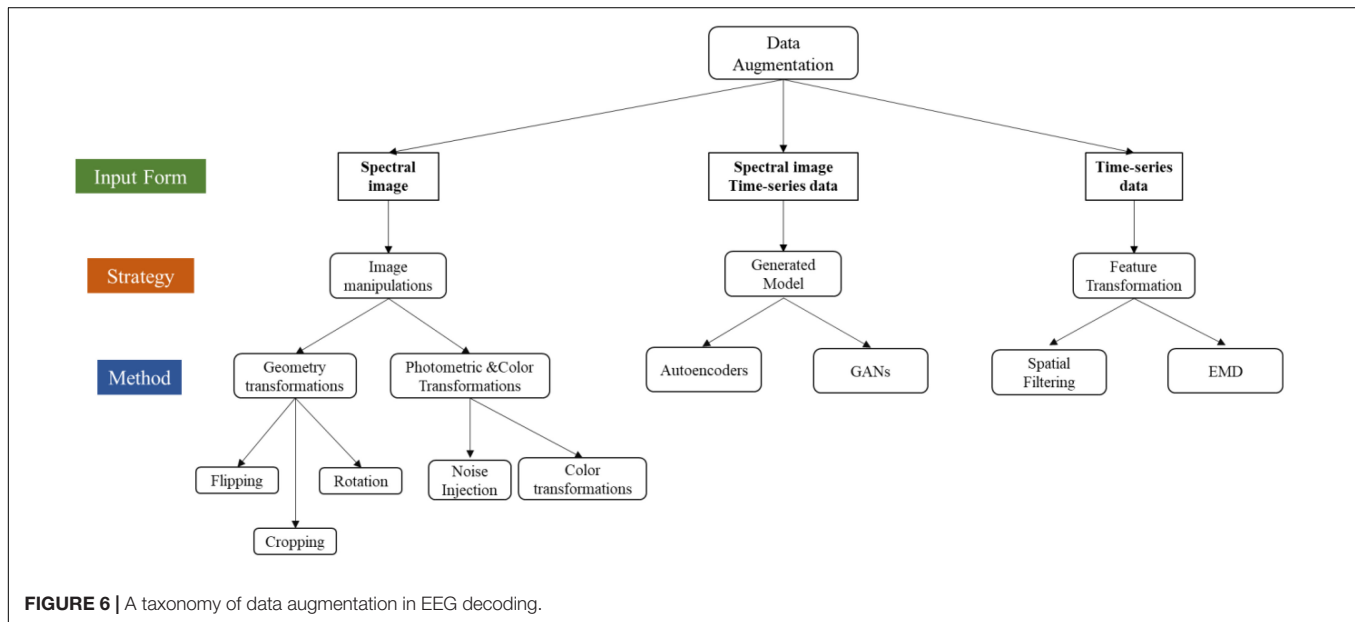 Data
Augmentation
Input Form
Spectral
image
Spectral image
Time-series data
Time-series
data
Strategy
Image
manipulations
Generated
Model
Feature
Transformation
Method
Geometry
transformations
Photometric &Color
Transformations
Autoencoders
GANs
Spatial
Filtering
EMD
Flipping
Rotation
Noise
Injection
Color
transformations
Cropping
FIGURE 6 | A taxonomy of data augmentation in EEG decoding.